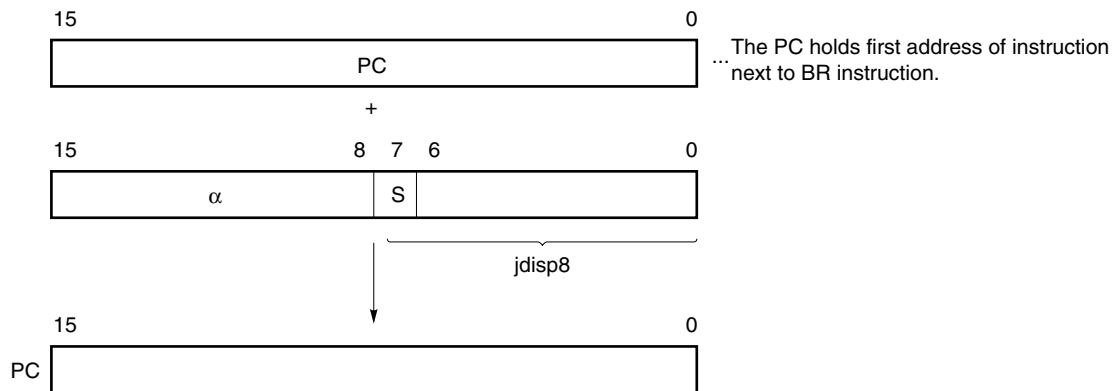 15 0
PC
... The PC holds first address of instruction
next to BR instruction.
+
15 8 7 6 0
α S
jdisp8
15 0
PC